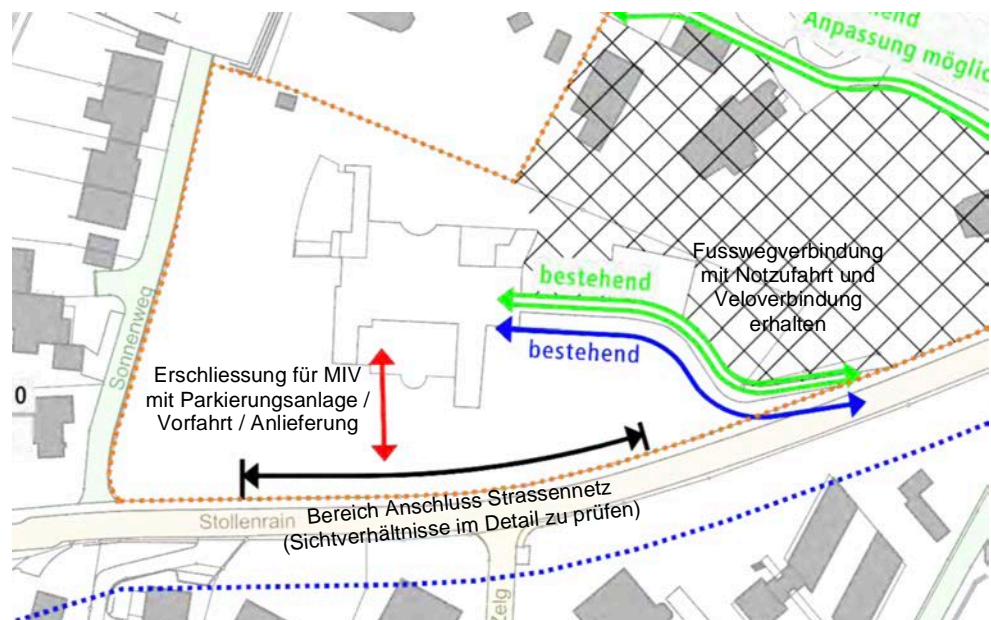 Anpassung
bestehend
bestehend
Fusswegverbindung
mit Notzufahrt und
Veloverbindung
erhalten
Sonnenweg
Erschliessung für MIV
mit Parkierungsanlage /
Vorfahrt / Anlieferung
0
Stollenrain
Bereich Anschluss Strassennetz
(Sichtverhältnisse im Detail zu prüfen)
Zelg